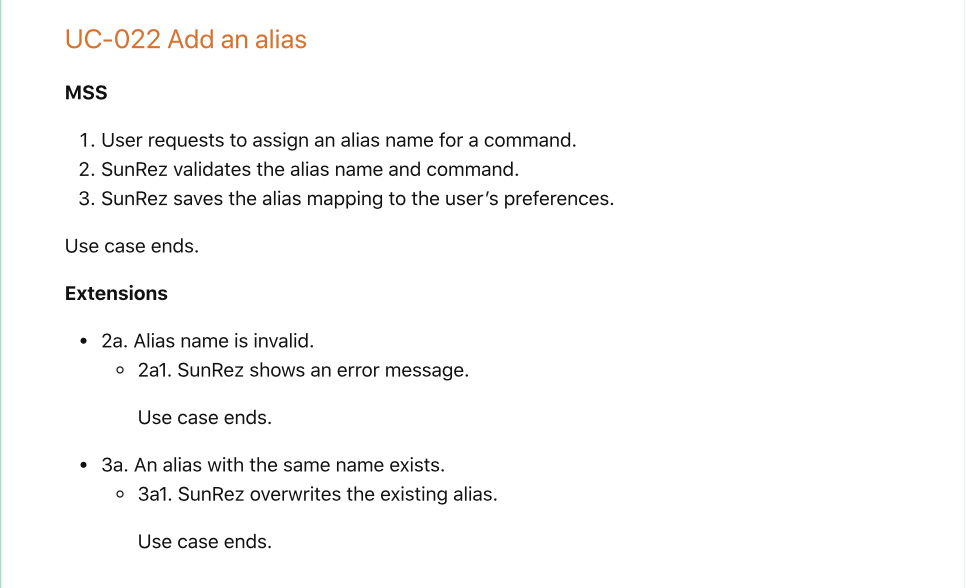 UC-022 Add an alias
MSS
1. User requests to assign an alias name for a command.
2. SunRez validates the alias name and command.
3. SunRez saves the alias mapping to the user’s preferences.
Use case ends.
Extensions
• 2a. Alias name is invalid.
◦ 2a1. SunRez shows an error message.
Use case ends.
• 3a. An alias with the same name exists.
◦ 3a1. SunRez overwrites the existing alias.
Use case ends.